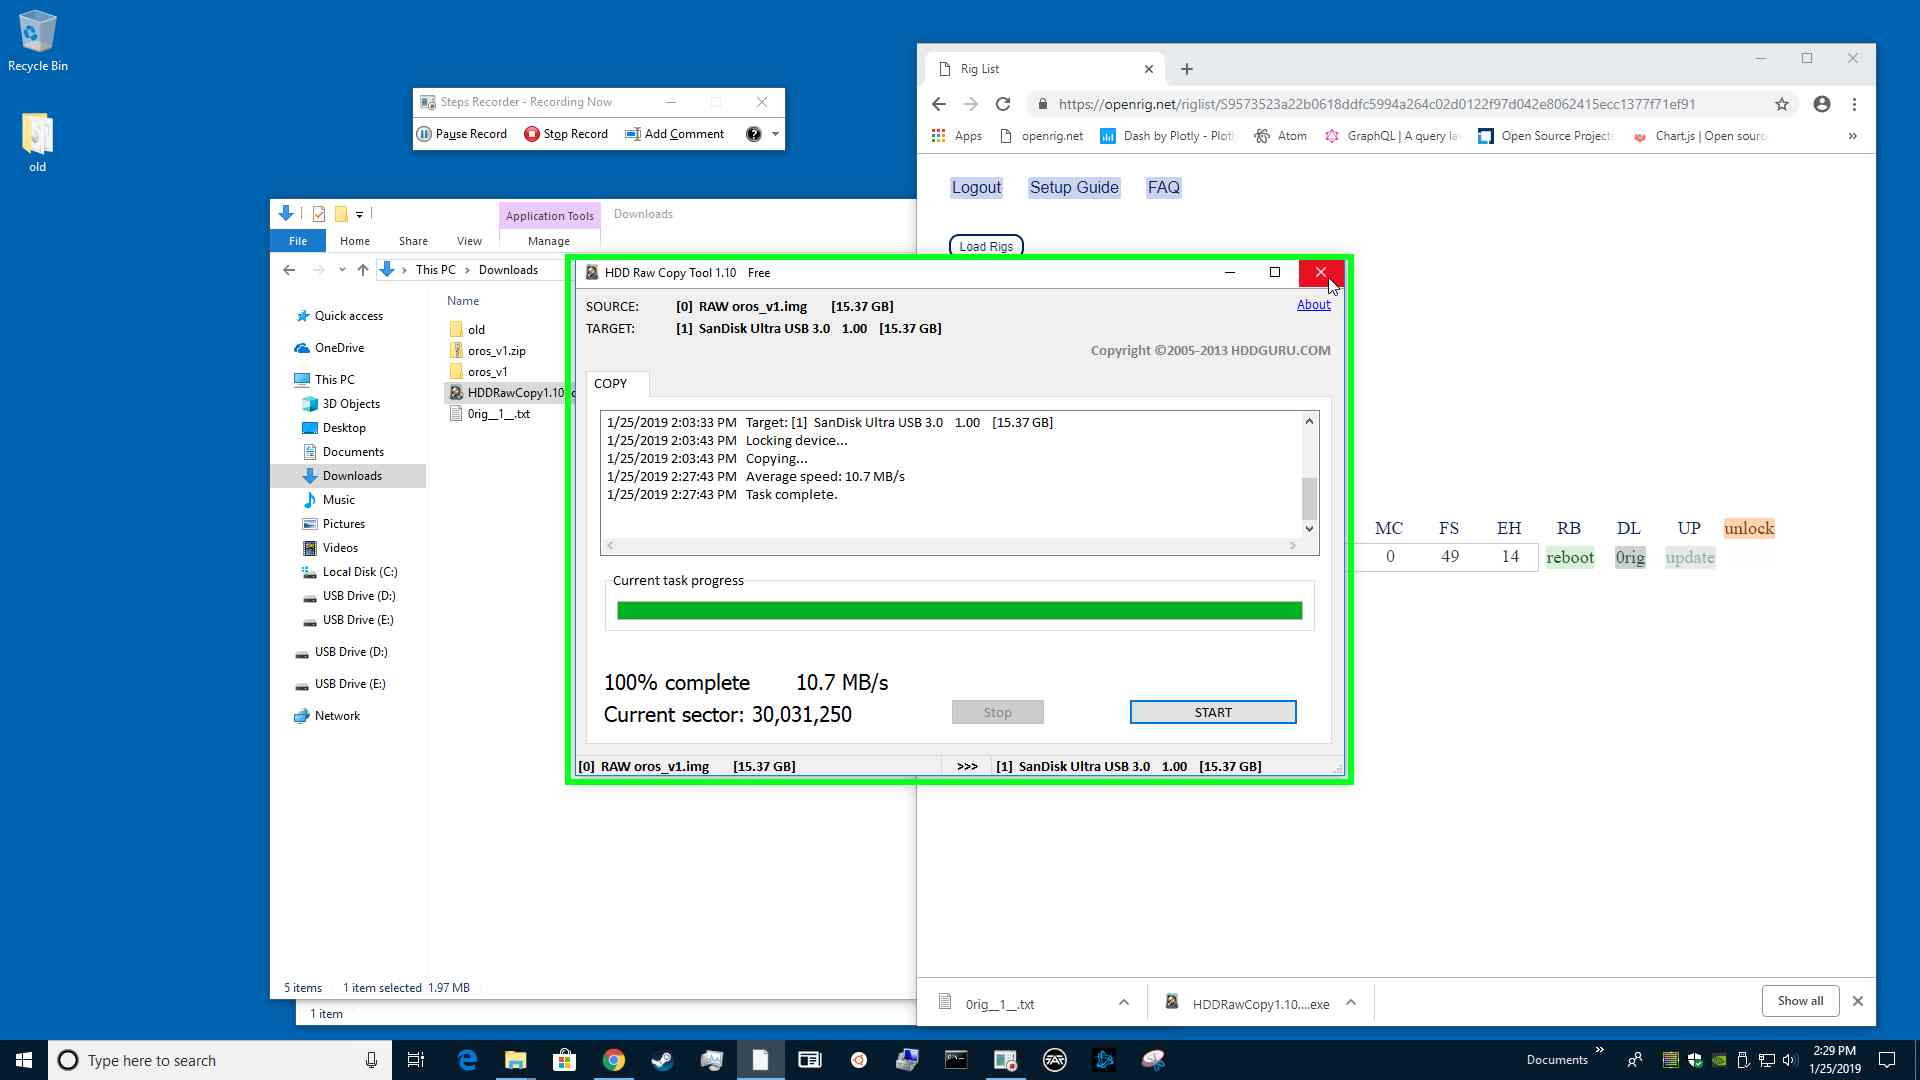 Recycle Bin
old
Steps Recorder - Recording Now
Pause Record Stop Record Add Comment
Application Tools Downloads
File Home Share View Manage
This PC Downloads
Name
Quick access
OneDrive
This PC
3D Objects
Desktop
Documents
Downloads
Music
Pictures
Videos
Local Disk (C:)
USB Drive (D:)
USB Drive (E:)
USB Drive (D:)
USB Drive (E:)
Network
old
oros_v1.zip
oros_v1
HDDRawCopy1.10
0rig__1__.txt
5 items 1 item selected 1.97 MB
1 item
Rig List
https://openrig.net/riglist/S9573523a22b0618ddfc5994a264c02d0122f97d042e8062415ecc1377f71ef91
Apps openrig.net Dash by Plotly - Plotl Atom GraphQL | A query la Open Source Projects Chart.js | Open sourc »
Logout Setup Guide FAQ
Load Rigs
HDD Raw Copy Tool 1.10 Free
SOURCE: [0] RAW oros_v1.img [15.37 GB] About
TARGET: [1] SanDisk Ultra USB 3.0 1.00 [15.37 GB]
Copyright ©2005-2013 HDDGURU.COM
COPY
1/25/2019 2:03:33 PM Target: [1] SanDisk Ultra USB 3.0 1.00 [15.37 GB]
1/25/2019 2:03:43 PM Locking device...
1/25/2019 2:03:43 PM Copying...
1/25/2019 2:27:43 PM Average speed: 10.7 MB/s
1/25/2019 2:27:43 PM Task complete.
Current task progress
100% complete 10.7 MB/s
Current sector: 30,031,250
Stop START
[0] RAW oros_v1.img [15.37 GB] >>> [1] SanDisk Ultra USB 3.0 1.00 [15.37 GB]
MC FS EH RB DL UP unlock
0 49 14 reboot 0rig update
0rig__1__.txt HDDRawCopy1.10....exe Show all
Type here to search
Documents »
2:29 PM
1/25/2019